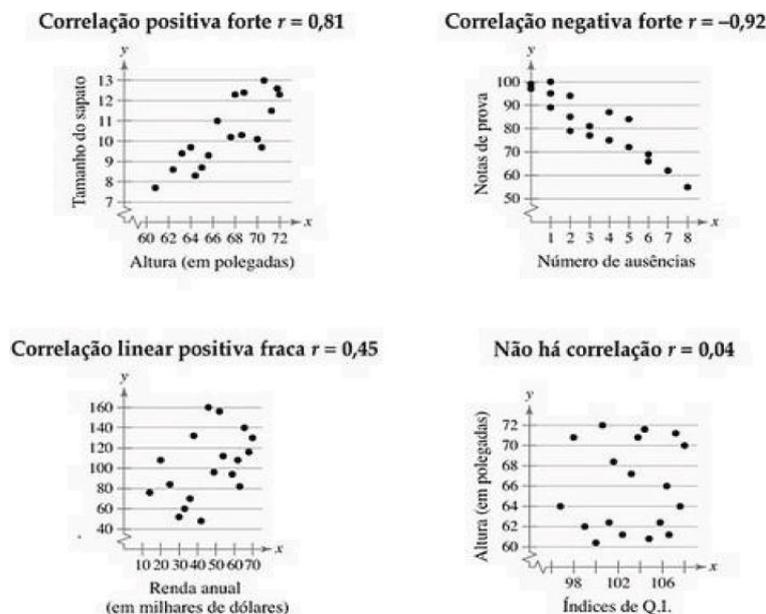 Correlação positiva forte r = 0,81
y
Tamanho do sapato
13
12
11
10
9
8
7
x
60 62 64 66 68 70 72
Altura (em polegadas)
Correlação negativa forte r = –0,92
y
Notas de prova
100
90
80
70
60
50
x
1 2 3 4 5 6 7 8
Número de ausências
Correlação linear positiva fraca r = 0,45
y
160
140
120
100
80
60
40
x
10 20 30 40 50 60 70
Renda anual
(em milhares de dólares)
Não há correlação r = 0,04
y
Altura (em polegadas)
72
70
68
66
64
62
60
x
98 102 106
Índices de Q.I.